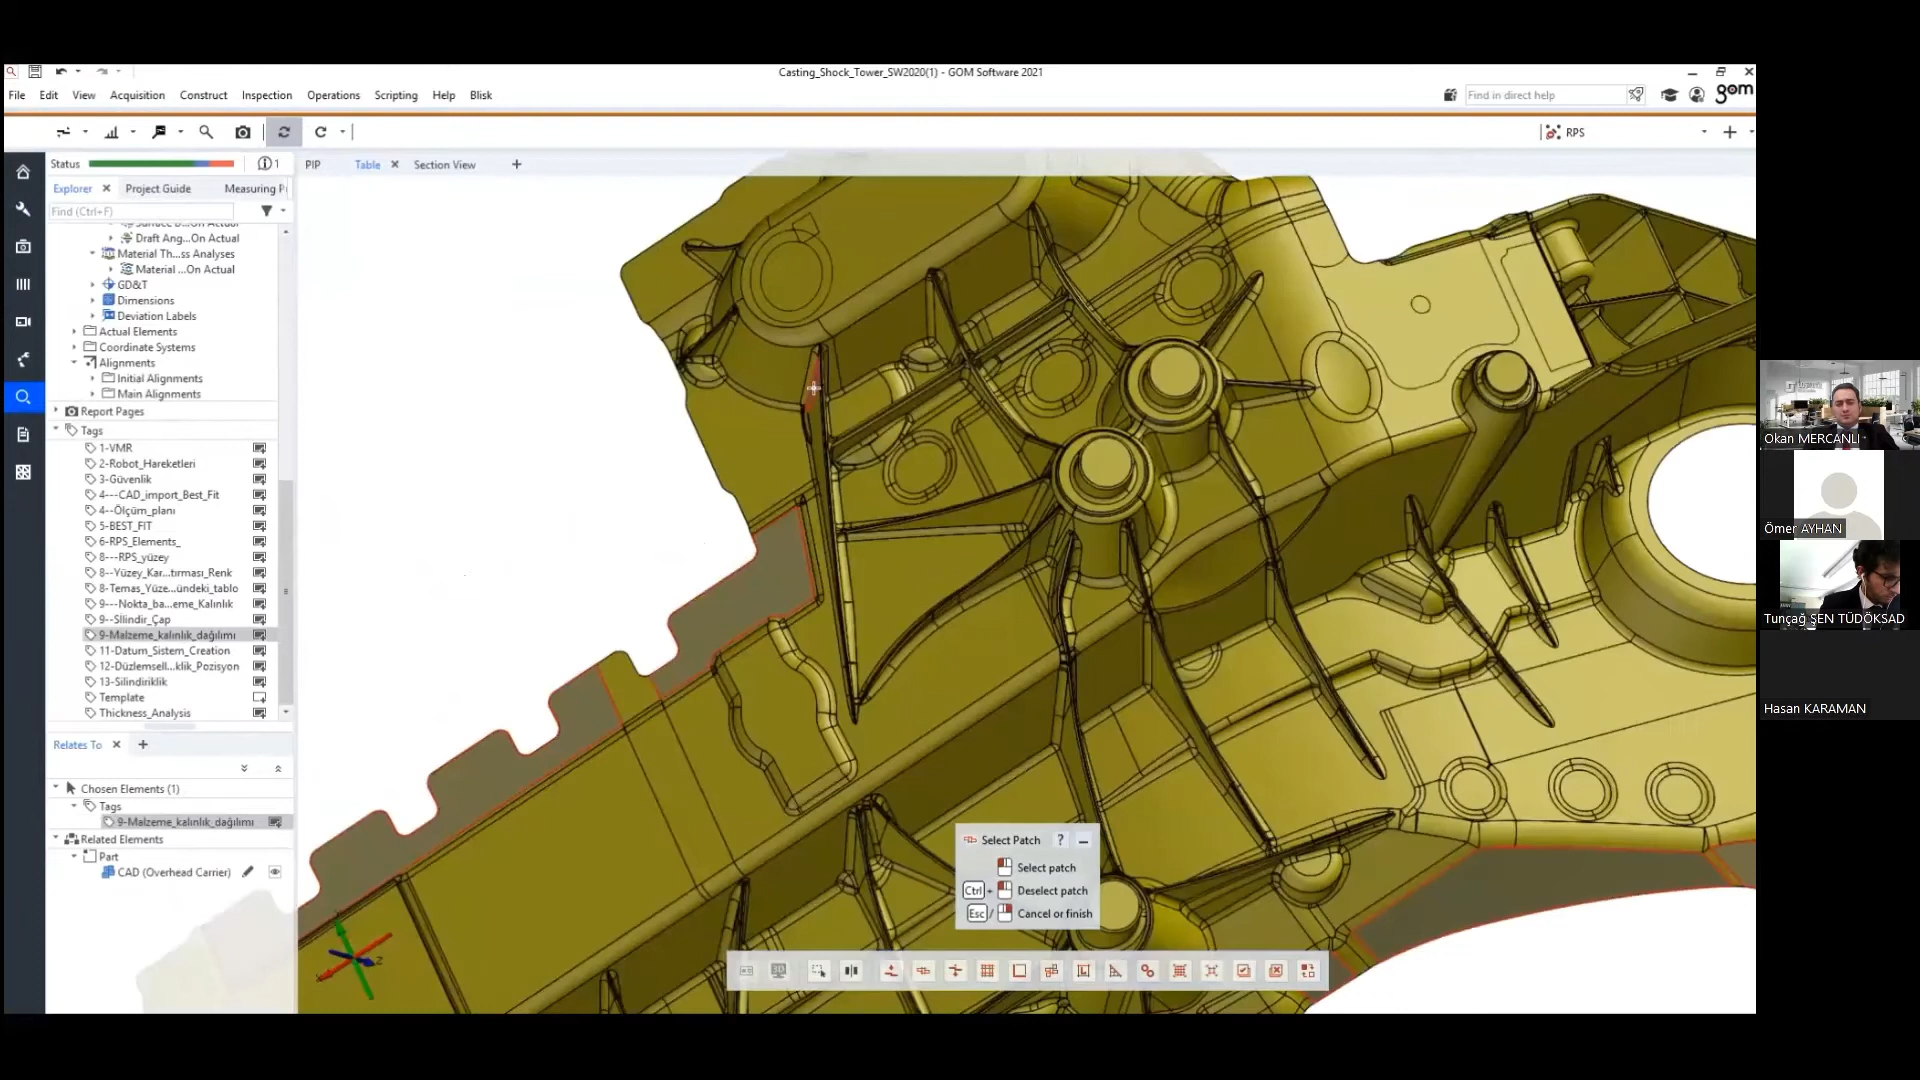 Casting_Shock_Tower_SW2020(1) - GOM Software 2021
File Edit View Acquisition Construct Inspection Operations Scripting Help Blisk
Find in direct help
gom
RPS
Status
1
PIP Table Section View
Explorer Project Guide Measuring P
Find (Ctrl+F)
Draft Ang...On Actual
Material Th...ss Analyses
Material ...On Actual
GD&T
Dimensions
Deviation Labels
Actual Elements
Coordinate Systems
Alignments
Initial Alignments
Main Alignments
Report Pages
Tags
1-VMR
2-Robot_Hareketleri
3-Güvenlik
4---CAD_import_Best_Fit
4--Ölçüm_planı
5-BEST_FIT
6-RPS_Elements_
8---RPS_yüzey
8--Yüzey_Kar...tırması_Renk
8-Temas_Yüze...ündeki_tablo
9---Nokta_ba...eme_Kalınlık
9--SIlindir_Çap
9-Malzeme_kalınlık_dağılımı
11-Datum_Sistem_Creation
12-Düzlemsell...klik_Pozisyon
13-Silindiriklik
Template
Thickness_Analysis
Relates To
Chosen Elements (1)
Tags
9-Malzeme_kalınlık_dağılımı
Related Elements
Part
CAD (Overhead Carrier)
Z
Select Patch ?
Select patch
Ctrl + Deselect patch
Esc / Cancel or finish
Okan MERCANLI
Ömer AYHAN
Tunçağ ŞEN TÜDÖKSAD
Hasan KARAMAN